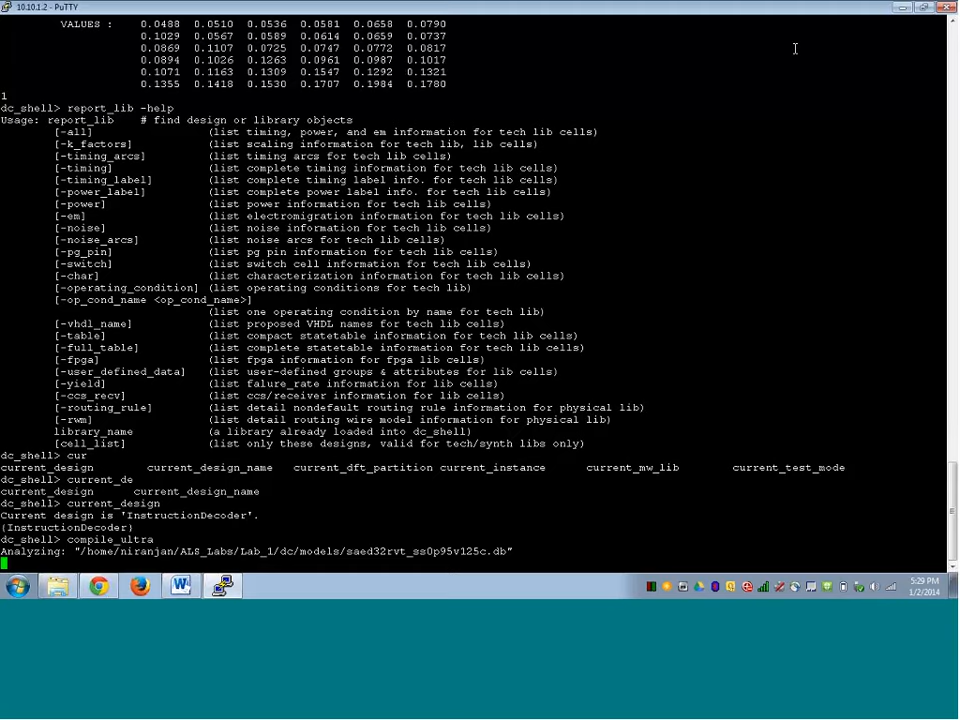 10.10.1.2 - PuTTY
VALUES : 0.0488 0.0510 0.0536 0.0581 0.0658 0.0790
0.1029 0.0567 0.0589 0.0614 0.0659 0.0737
0.0869 0.1107 0.0725 0.0747 0.0772 0.0817
0.0894 0.1026 0.1263 0.0961 0.0987 0.1017
0.1071 0.1163 0.1309 0.1547 0.1292 0.1321
0.1355 0.1418 0.1530 0.1707 0.1984 0.1780
1
dc_shell> report_lib -help
Usage: report_lib # find design or library objects
[-all] (list timing, power, and em information for tech lib cells)
[-k_factors] (list scaling information for tech lib, lib cells)
[-timing_arcs] (list timing arcs for tech lib cells)
[-timing] (list complete timing information for tech lib cells)
[-timing_label] (list complete timing label info. for tech lib cells)
[-power_label] (list complete power label info. for tech lib cells)
[-power] (list power information for tech lib cells)
[-em] (list electromigration information for tech lib cells)
[-noise] (list noise information for tech lib cells)
[-noise_arcs] (list noise arcs for tech lib cells)
[-pg_pin] (list pg pin information for tech lib cells)
[-switch] (list switch cell information for tech lib cells)
[-char] (list characterization information for tech lib cells)
[-operating_condition] (list operating conditions for tech lib)
[-op_cond_name <op_cond_name>]
(list one operating condition by name for tech lib)
[-vhdl_name] (list proposed VHDL names for tech lib cells)
[-table] (list compact statetable information for tech lib cells)
[-full_table] (list complete statetable information for tech lib cells)
[-fpga] (list fpga information for fpga lib cells)
[-user_defined_data] (list user-defined groups & attributes for lib cells)
[-yield] (list falure_rate information for tech lib cells)
[-ccs_recv] (list ccs/receiver information for lib cells)
[-routing_rule] (list detail nondefault routing rule information for physical lib)
[-rwm] (list detail routing wire model information for physical lib)
library_name (a library already loaded into dc_shell)
[cell_list] (list only these designs, valid for tech/synth libs only)
dc_shell> cur
current_design current_design_name current_dft_partition current_instance current_mw_lib current_test_mode
dc_shell> current_de
current_design current_design_name
dc_shell> current_design
Current design is 'InstructionDecoder'.
{InstructionDecoder}
dc_shell> compile_ultra
Analyzing: "/home/niranjan/ALS_Labs/Lab_1/dc/models/saed32rvt_ss0p95v125c.db"
5:29 PM
1/2/2014